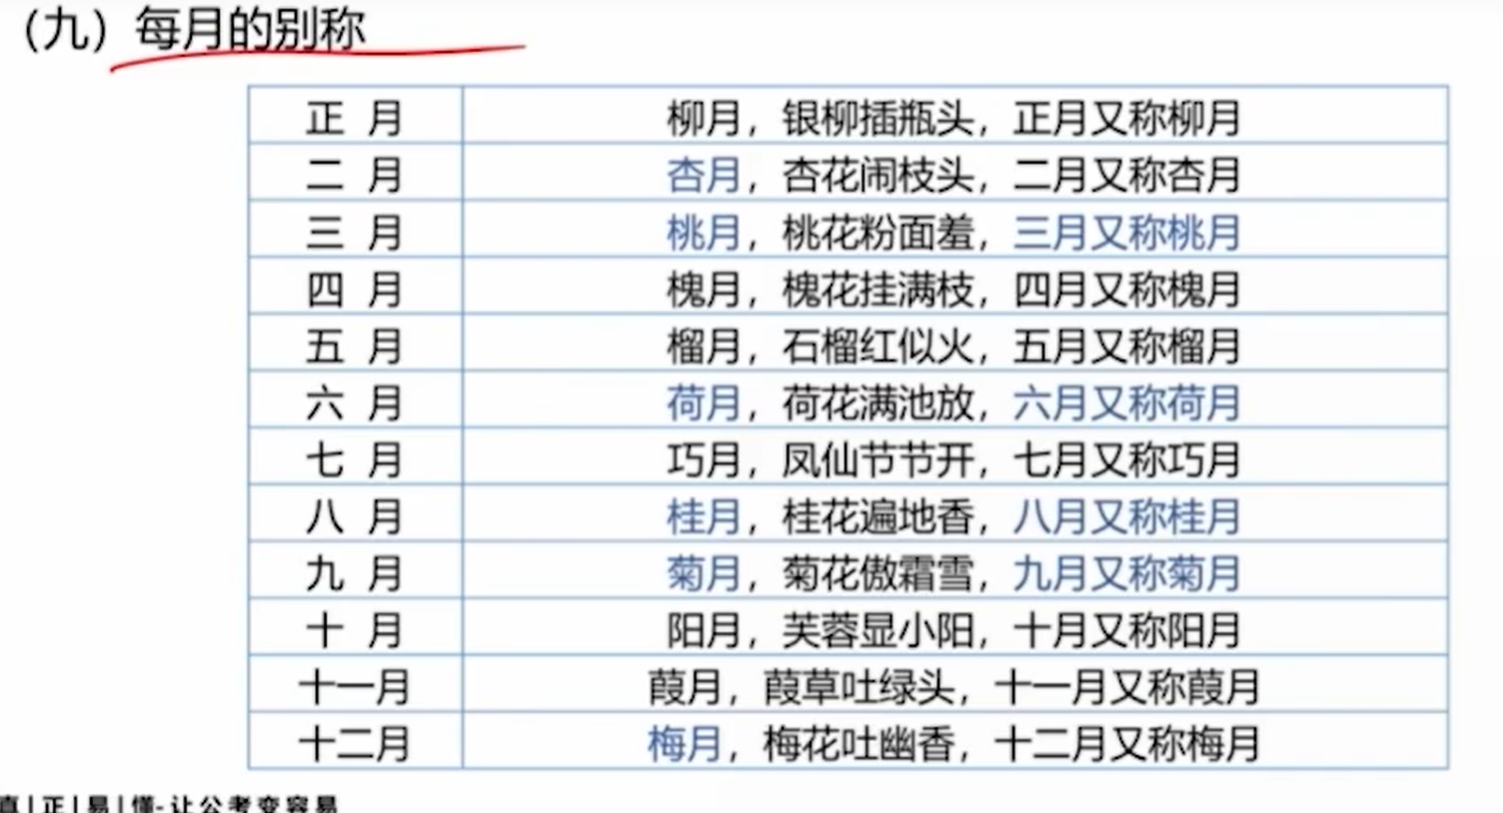 （九）每月的别称
正 月 柳月，银柳插瓶头，正月又称柳月
二 月 杏月，杏花闹枝头，二月又称杏月
三 月 桃月，桃花粉面羞，三月又称桃月
四 月 槐月，槐花挂满枝，四月又称槐月
五 月 榴月，石榴红似火，五月又称榴月
六 月 荷月，荷花满池放，六月又称荷月
七 月 巧月，凤仙节节开，七月又称巧月
八 月 桂月，桂花遍地香，八月又称桂月
九 月 菊月，菊花傲霜雪，九月又称菊月
十 月 阳月，芙蓉显小阳，十月又称阳月
十一月 葭月，葭草吐绿头，十一月又称葭月
十二月 梅月，梅花吐幽香，十二月又称梅月
真|正|易|懂-让公考变容易